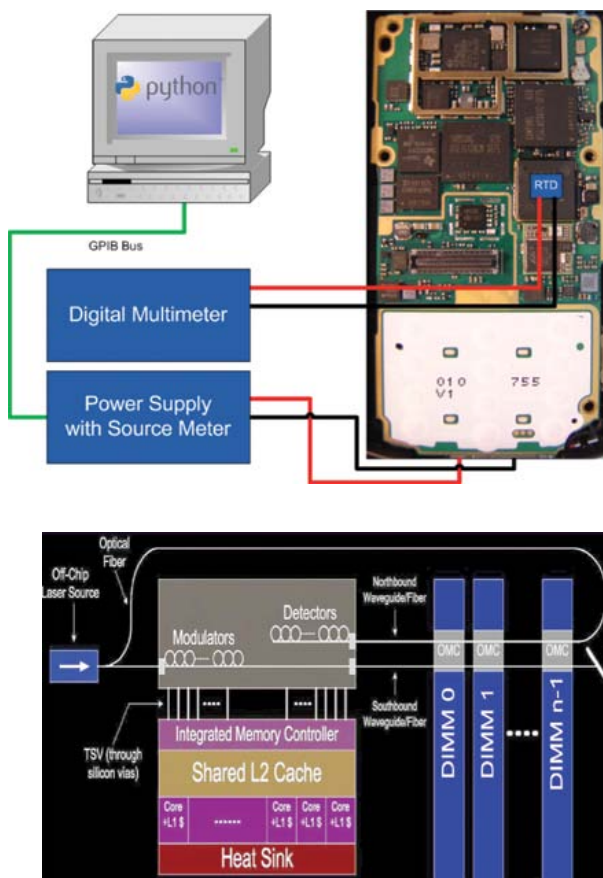 python
RTD
GPIB Bus
Digital Multimeter
Power Supply
with Source Meter
010
V1
755
Optical
Fiber
Off-Chip
Laser Source
Northbound
Waveguide/Fiber
Detectors
Modulators
OMC
OMC
OMC
Southbound
Waveguide/Fiber
TSV (through
silicon vias)
Integrated Memory Controller
Shared L2 Cache
Core
+L1 $
Core
+L1 $
Core
+L1 $
Core
+L1 $
Heat Sink
DIMM 0
DIMM 1
DIMM n-1